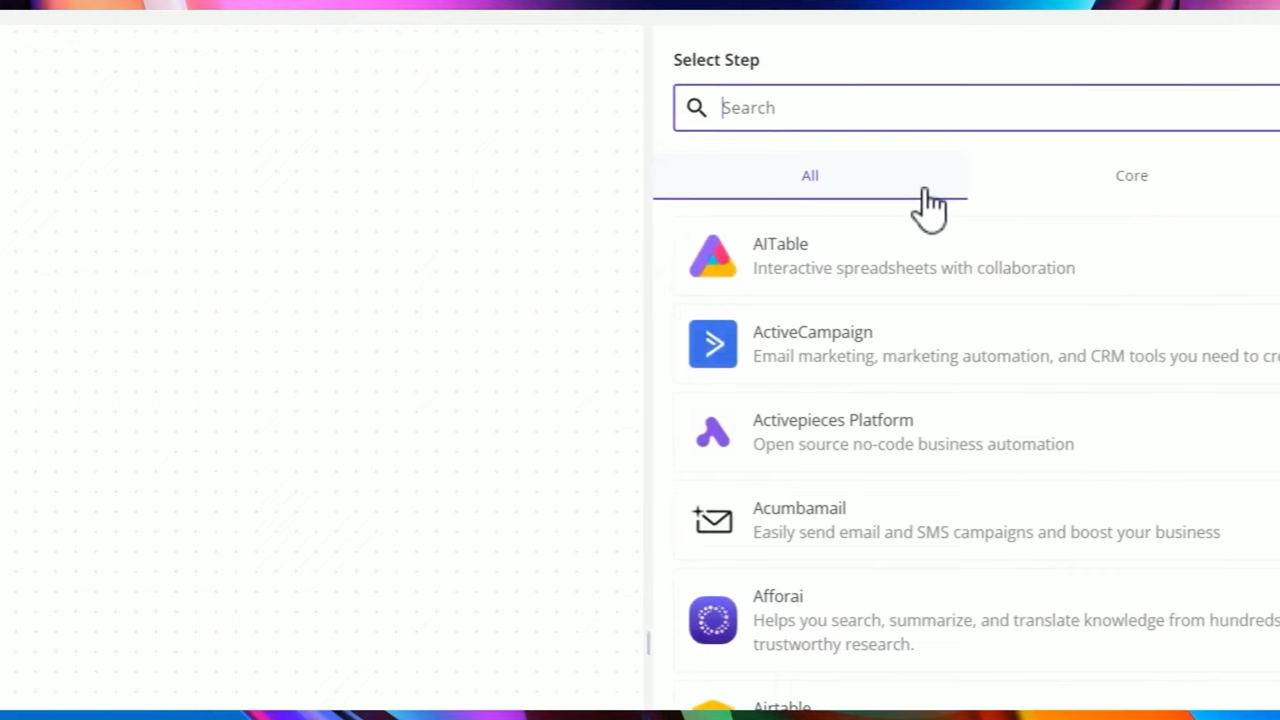 Select Step
Search
All
Core
AITable
Interactive spreadsheets with collaboration
ActiveCampaign
Email marketing, marketing automation, and CRM tools you need to
Activepieces Platform
Open source no-code business automation
Acumbamail
Easily send email and SMS campaigns and boost your business
Afforai
Helps you search, summarize, and translate knowledge from hundreds
trustworthy research.
Airtable